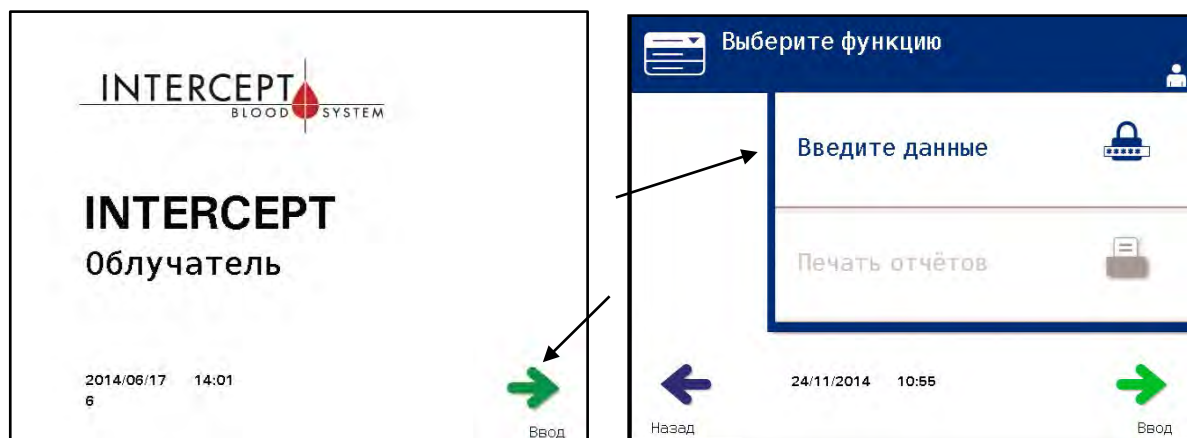 INTERCEPT
BLOOD SYSTEM
INTERCEPT
Облучатель
2014/06/17 14:01
6
Ввод
Выберите функцию
Введите данные
*****
Печать отчётов
24/11/2014 10:55
Назад
Ввод